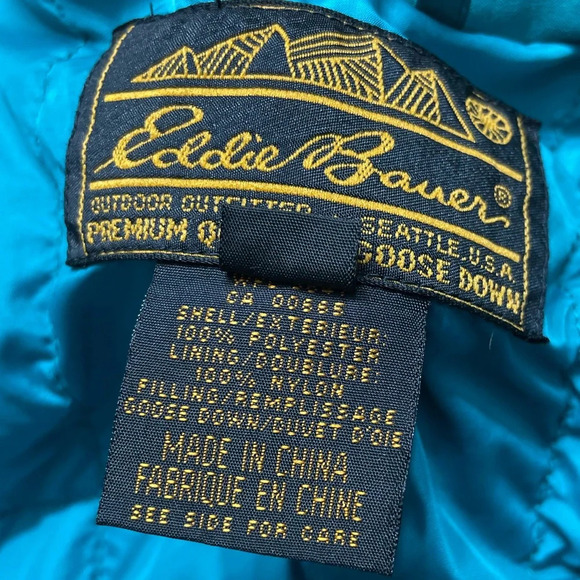 Eddie Bauer®
OUTDOOR OUTFITTER SEATTLE, U.S.A.
PREMIUM GOOSE DOWN
CA 00565
SHELL/EXTERIEUR:
100% POLYESTER
LINING/DOUBLURE:
100% NYLON
FILLING/REMPLISSAGE
GOOSE DOWN/DUVET D'OIE
MADE IN CHINA
FABRIQUE EN CHINE
SEE SIDE FOR CARE